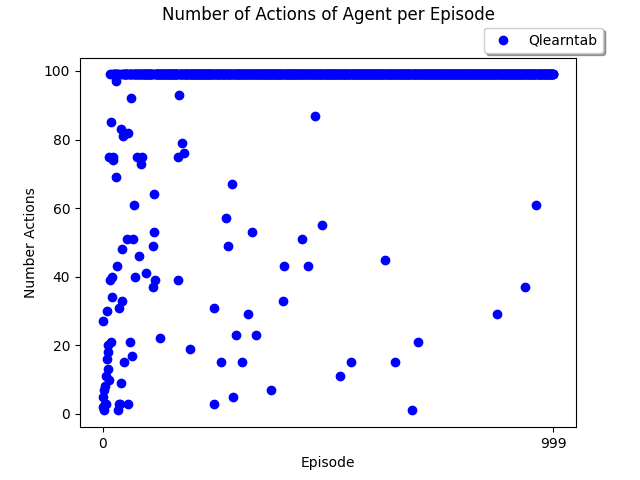 Number of Actions of Agent per Episode
Qlearntab
100
80
60
40
20
0
Number Actions
0
999
Episode